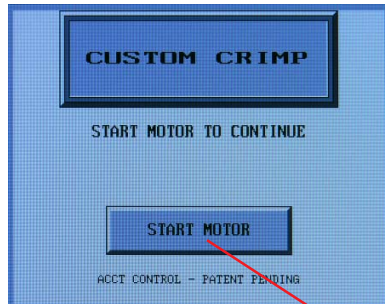 CUSTOM CRIMP
START MOTOR TO CONTINUE
START MOTOR
ACCT CONTROL - PATENT PENDING